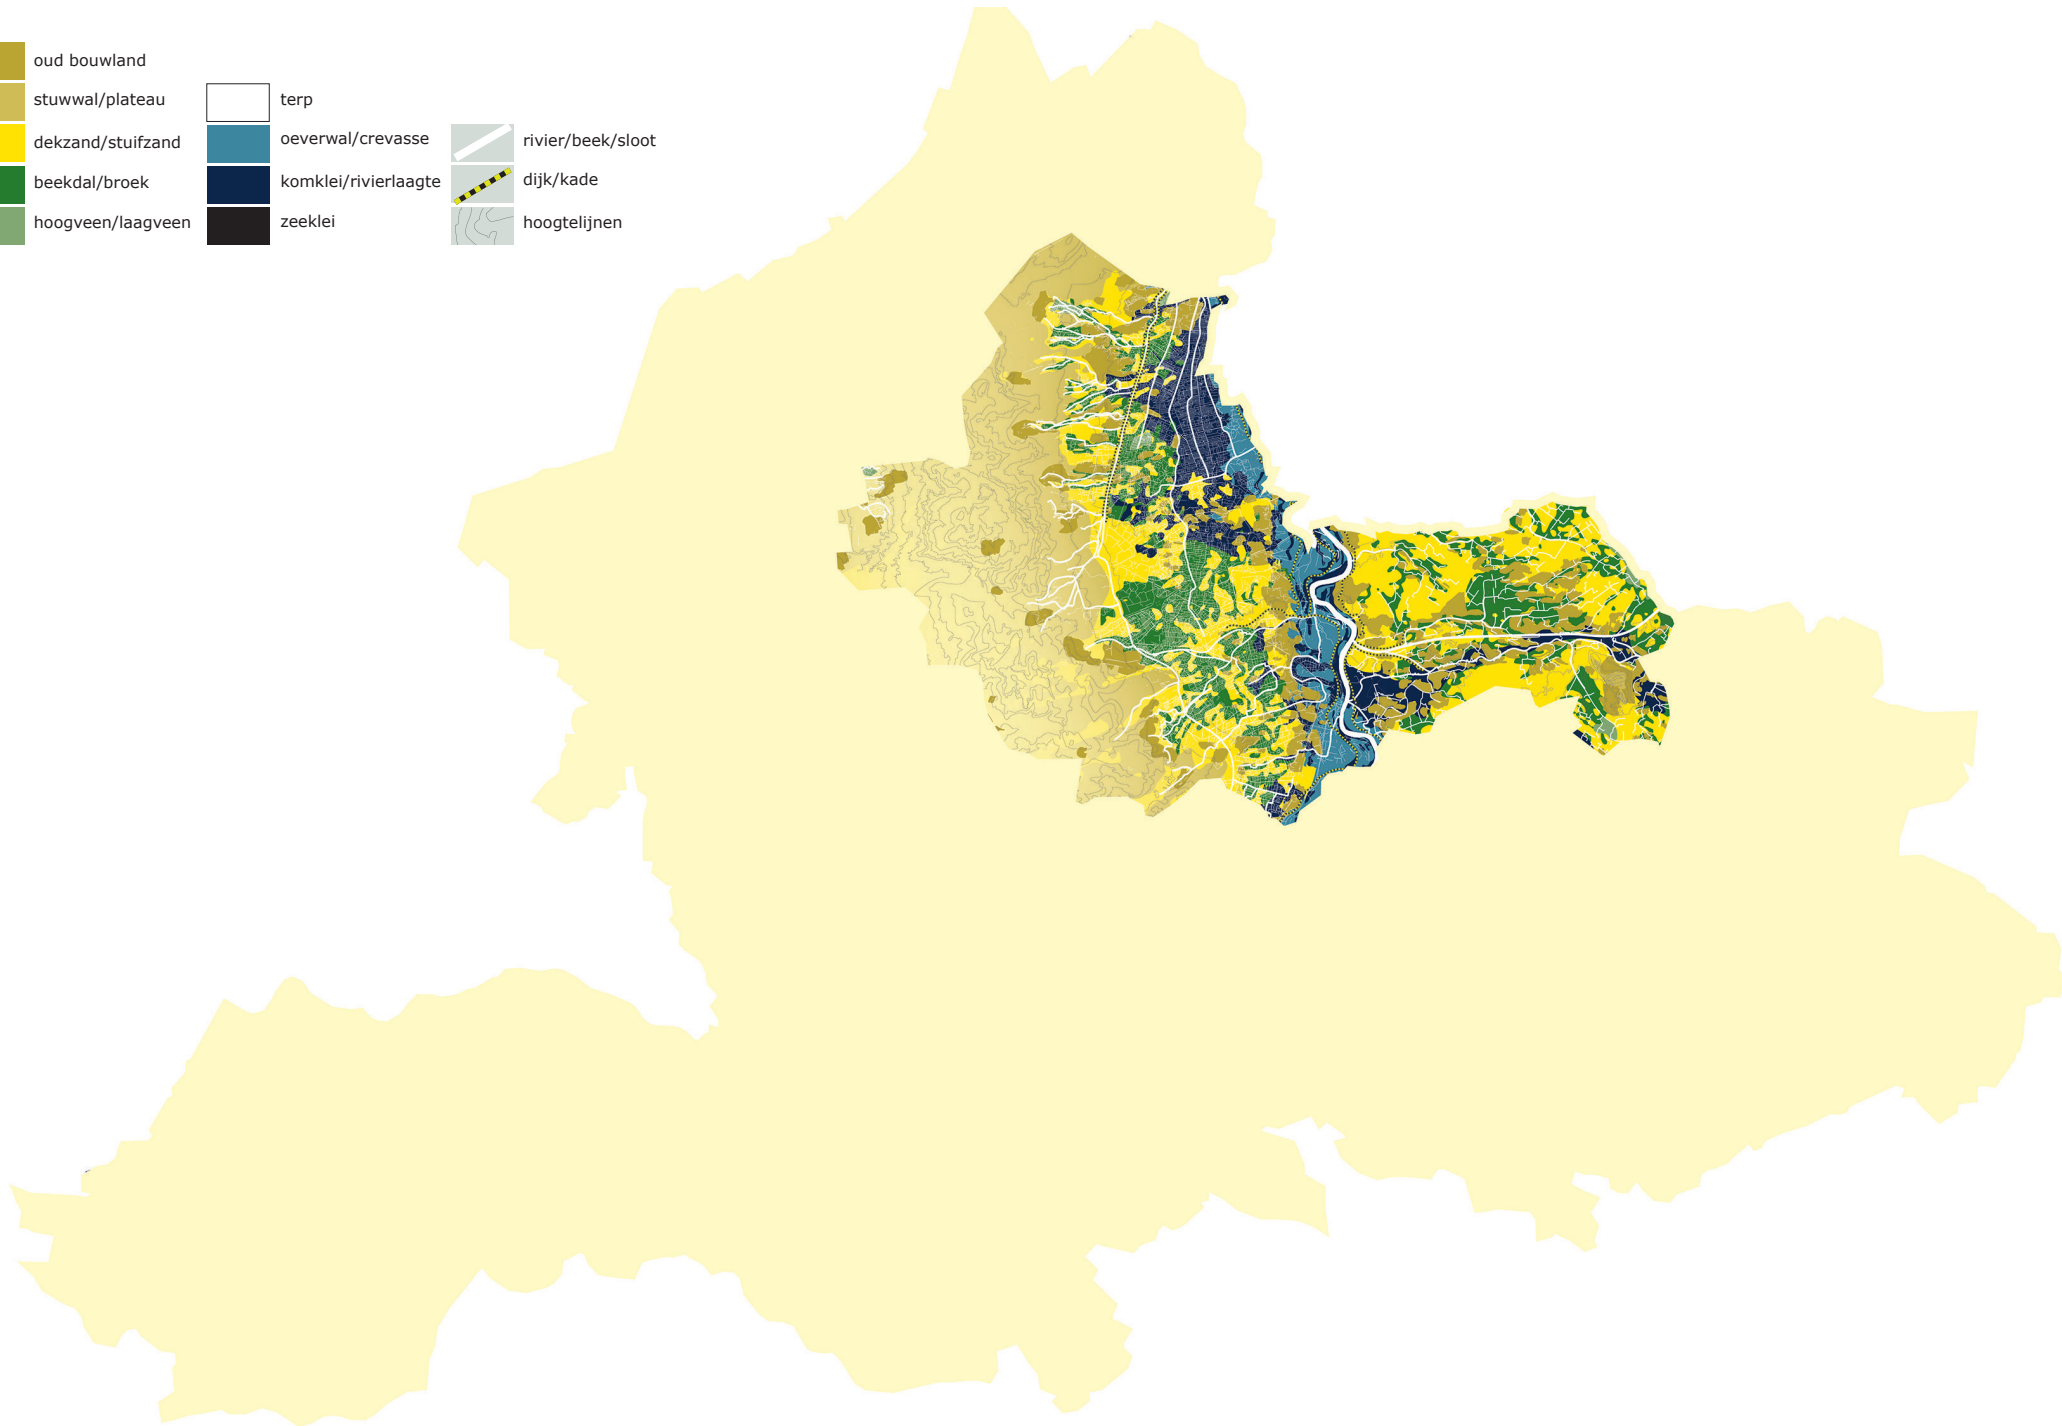 oud bouwland
stuwwal/plateau
dekzand/stuifzand
beekdal/broek
hoogveen/laagveen
terp
oeverwal/crevasse
komklei/rivierlaagte
zeeklei
rivier/beek/sloot
dijk/kade
hoogtelijnen